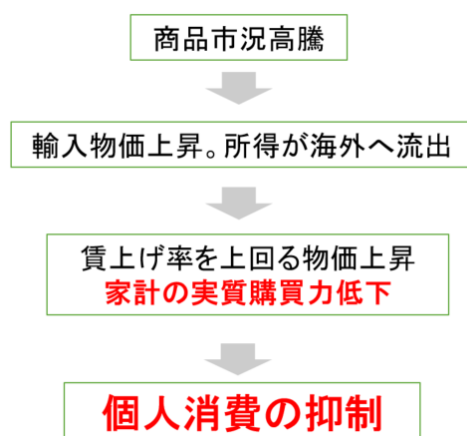 商品市況高騰
輸入物価上昇。所得が海外へ流出
賃上げ率を上回る物価上昇
家計の実質購買力低下
個人消費の抑制